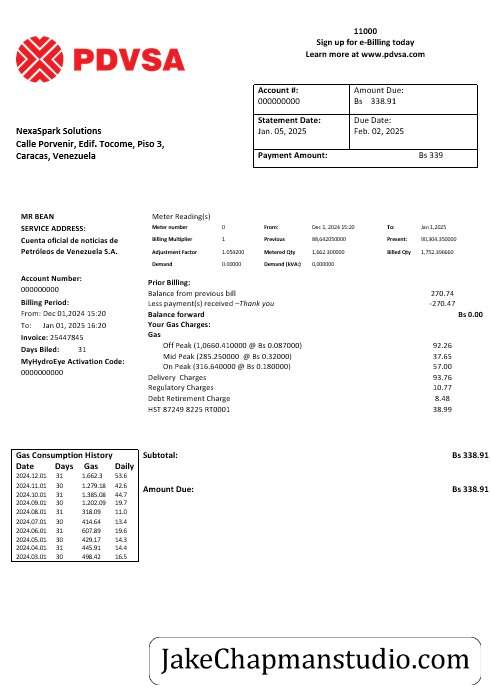 11000
Sign up for e-Billing today
Learn more at www.pdvsa.com
PDVSA
Account #:
000000000
Amount Due:
Bs 338.91
Statement Date:
Jan. 05, 2025
Due Date:
Feb. 02, 2025
Payment Amount: Bs 339
NexaSpark Solutions
Calle Porvenir, Edif. Tocome, Piso 3,
Caracas, Venezuela
MR BEAN
SERVICE ADDRESS:
Cuenta oficial de noticias de
Petróleos de Venezuela S.A.
Account Number:
000000000
Billing Period:
From: Dec 01,2024 15:20
To: Jan 01, 2025 16:20
Invoice: 25447845
Days Biled: 31
MyHydroEye Activation Code:
0000000000
Meter Reading(s)
Meter number 0 From: Dec 1, 2024 15:20 To: Jan 1,2025
Billing Multiplier 1 Previous 88,642050000 Present: 90,304.350000
Adjustment Factor 1.059200 Metered Qty 1,662.300000 Billed Qty 1,752.396660
Demand 0.00000 Demand (kVA): 0,000000
Prior Billing:
Balance from previous bill 270.74
Less payment(s) received –Thank you -270.47
Balance forward Bs 0.00
Your Gas Charges:
Gas
Off Peak (1,0660.410000 @ Bs 0.087000) 92.26
Mid Peak (285.250000 @ Bs 0.32000) 37.65
On Peak (316.640000 @ Bs 0.180000) 57.00
Delivery Charges 93.76
Regulatory Charges 10.77
Debt Retirement Charge 8.48
HST 87249 8225 RT0001 38.99
Gas Consumption History
Date Days Gas Daily
2024.12.01 31 1,662.3 53.6
2024.11.01 30 1.279.18 42.6
2024.10.01 31 1,385.08 44.7
2024.09.01 30 1,202.09 19.7
2024.08.01 31 318.09 11.0
2024.07.01 30 414.64 13.4
2024.06.01 31 607.89 19.6
2024.05.01 30 429.17 14.3
2024.04.01 31 445.91 14.4
2024.03.01 30 498.42 16.5
Subtotal: Bs 338.91
Amount Due: Bs 338.91
JakeChapmanstudio.com